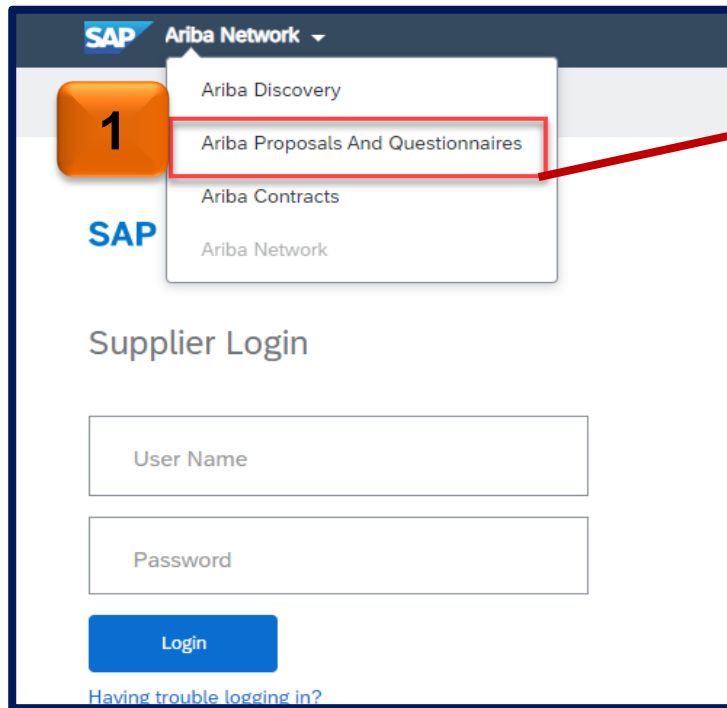 SAP Ariba Network
Ariba Discovery
1
Ariba Proposals And Questionnaires
Ariba Contracts
SAP
Ariba Network
Supplier Login
User Name
Password
Login
Having trouble logging in?